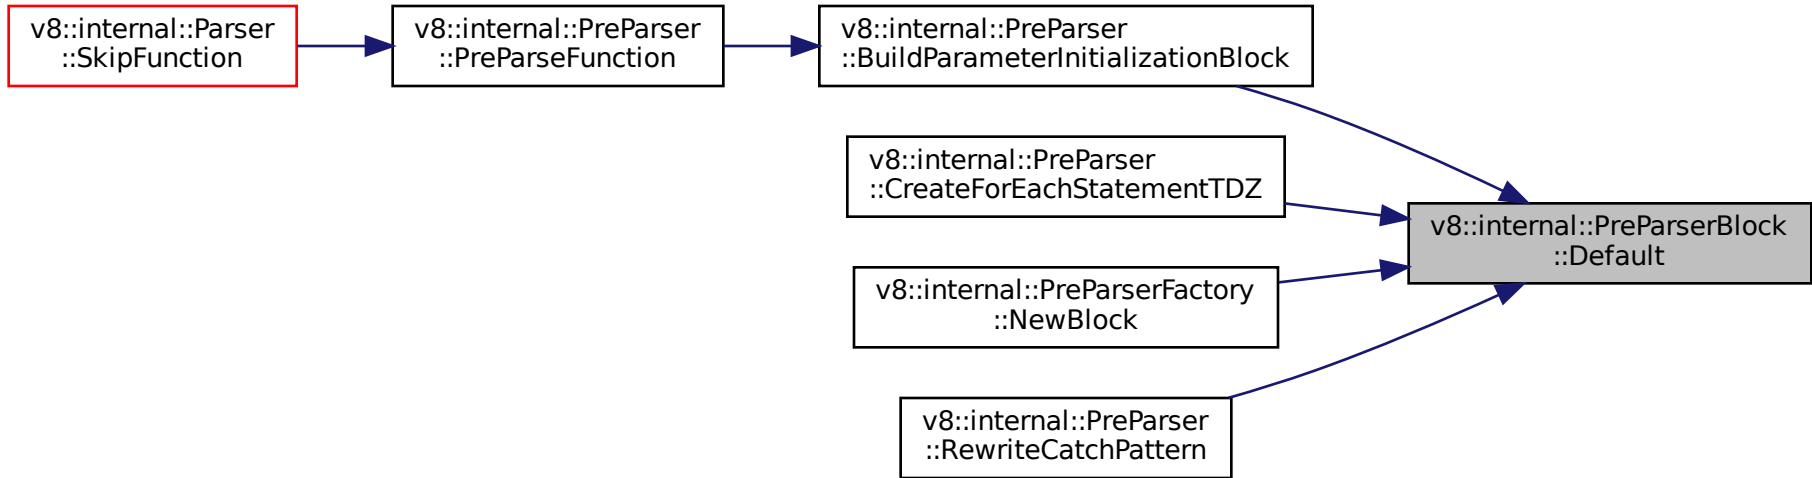 v8::internal::Parser
::SkipFunction
v8::internal::PreParser
::PreParseFunction
v8::internal::PreParser
::BuildParameterInitializationBlock
v8::internal::PreParser
::CreateForEachStatementTDZ
v8::internal::PreParserFactory
::NewBlock
v8::internal::PreParser
::RewriteCatchPattern
v8::internal::PreParserBlock
::Default